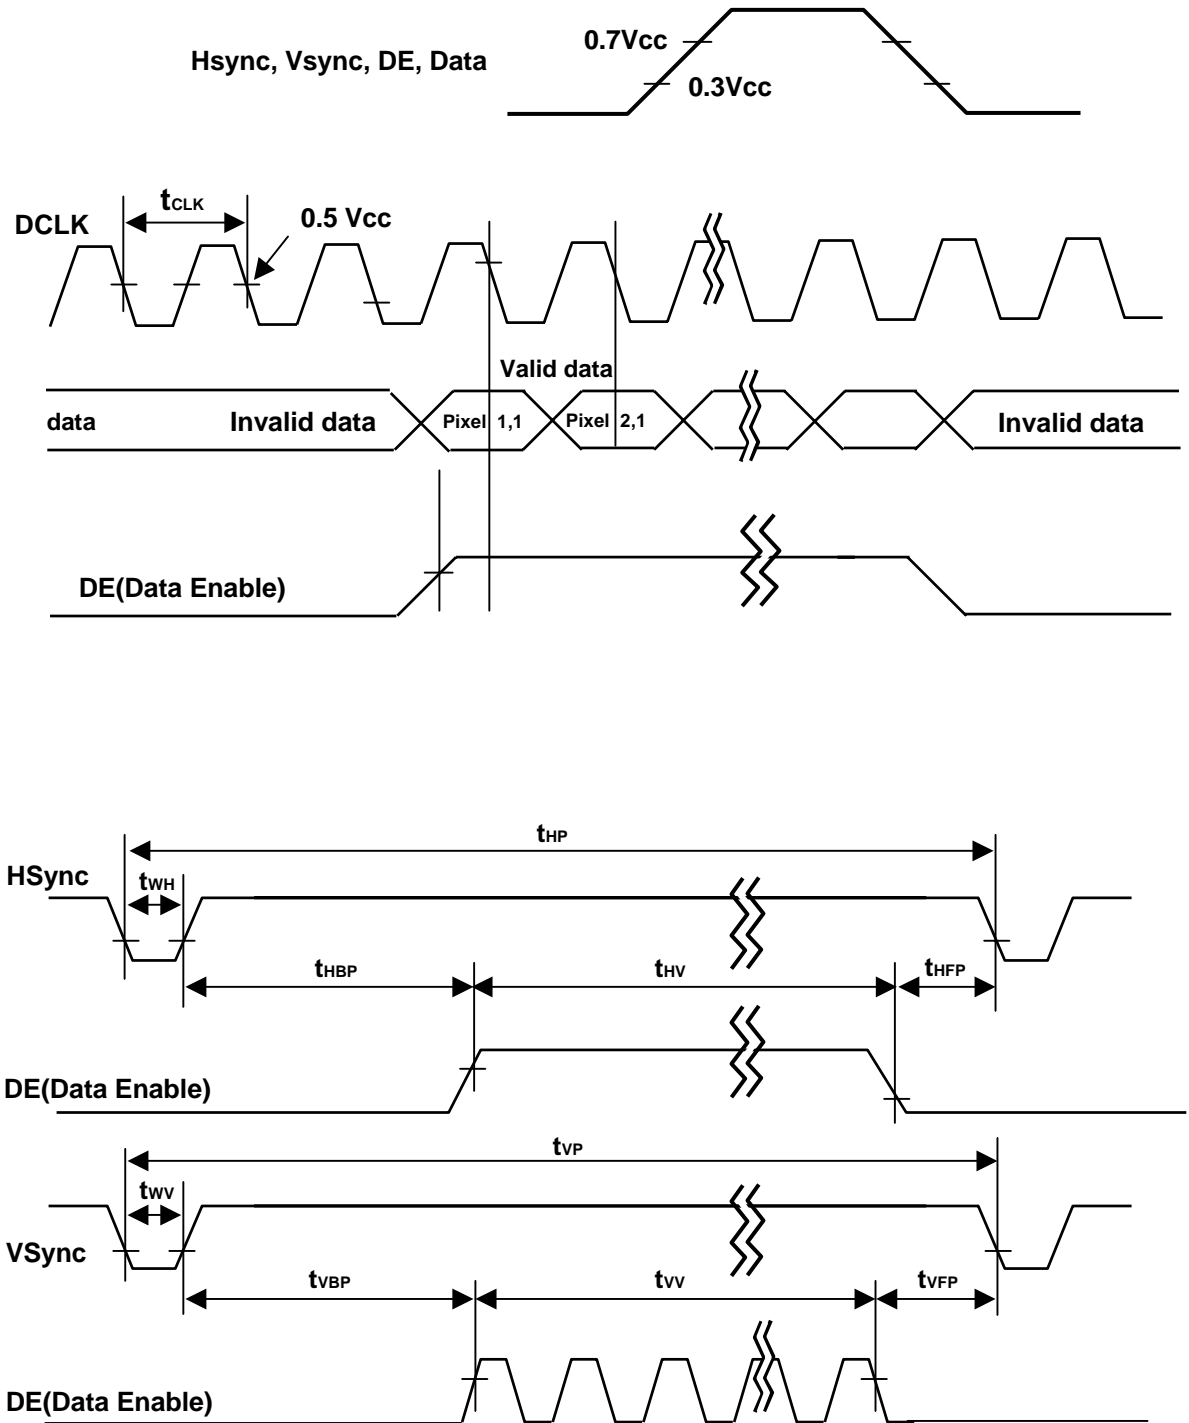 0.7Vcc
Hsync, Vsync, DE, Data
0.3Vcc
tCLK
DCLK
0.5 Vcc
Valid data
data
Invalid data
Pixel 1,1
Pixel 2,1
Invalid data
DE(Data Enable)
tHP
HSync
tWH
tHBP
tHV
tHFP
DE(Data Enable)
tVP
tWV
VSync
tVBP
tVV
tVFP
DE(Data Enable)